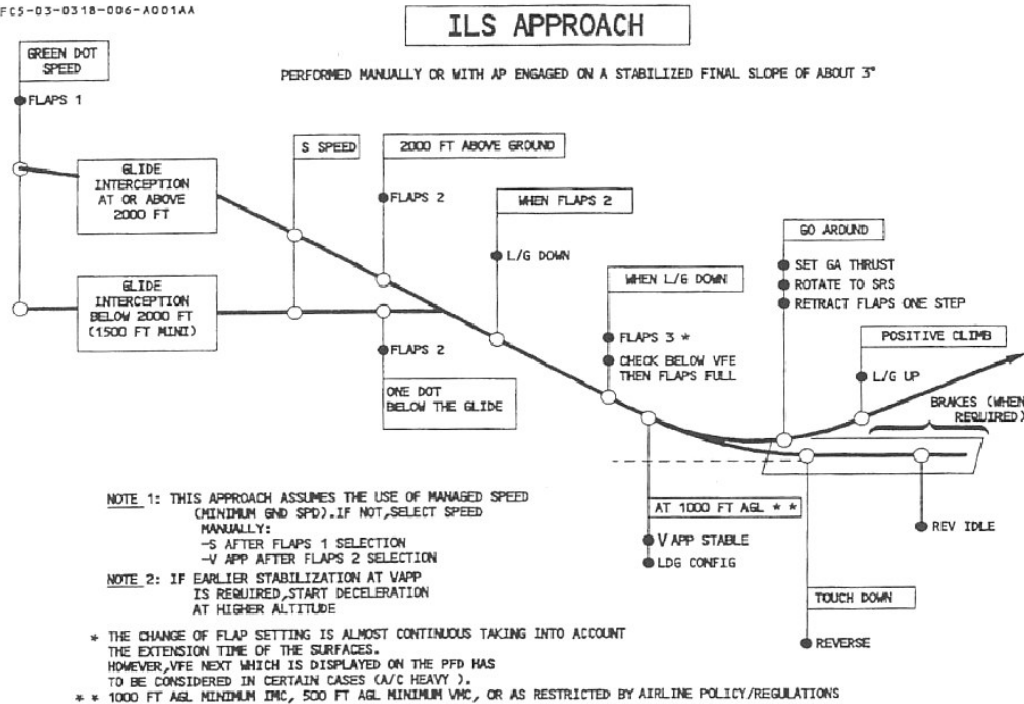 FC5-03-0318-006-A001AA
ILS APPROACH
PERFORMED MANUALLY OR WITH AP ENGAGED ON A STABILIZED FINAL SLOPE OF ABOUT 3°
GREEN DOT
SPEED
FLAPS 1
GLIDE
INTERCEPTION
AT OR ABOVE
2000 FT
S SPEED
2000 FT ABOVE GROUND
FLAPS 2
WHEN FLAPS 2
L/G DOWN
GLIDE
INTERCEPTION
BELOW 2000 FT
(1500 FT MINI)
FLAPS 2
ONE DOT
BELOW THE GLIDE
WHEN L/G DOWN
FLAPS 3 *
CHECK BELOW VFE
THEN FLAPS FULL
GO AROUND
SET GA THRUST
ROTATE TO SRS
RETRACT FLAPS ONE STEP
POSITIVE CLIMB
L/G UP
BRAKES (WHEN
REQUIRED)
AT 1000 FT AGL * *
V APP STABLE
LDG CONFIG
REV IDLE
TOUCH DOWN
REVERSE
NOTE 1: THIS APPROACH ASSUMES THE USE OF MANAGED SPEED
(MINIMUM GND SPD).IF NOT,SELECT SPEED
MANUALLY:
-S AFTER FLAPS 1 SELECTION
-V APP AFTER FLAPS 2 SELECTION
NOTE 2: IF EARLIER STABILIZATION AT VAPP
IS REQUIRED,START DECELERATION
AT HIGHER ALTITUDE
* THE CHANGE OF FLAP SETTING IS ALMOST CONTINUOUS TAKING INTO ACCOUNT
THE EXTENSION TIME OF THE SURFACES.
HOWEVER,VFE NEXT WHICH IS DISPLAYED ON THE PFD HAS
TO BE CONSIDERED IN CERTAIN CASES (A/C HEAVY ).
* * 1000 FT AGL MINIMUM IMC, 500 FT AGL MINIMUM VMC, OR AS RESTRICTED BY AIRLINE POLICY/REGULATIONS